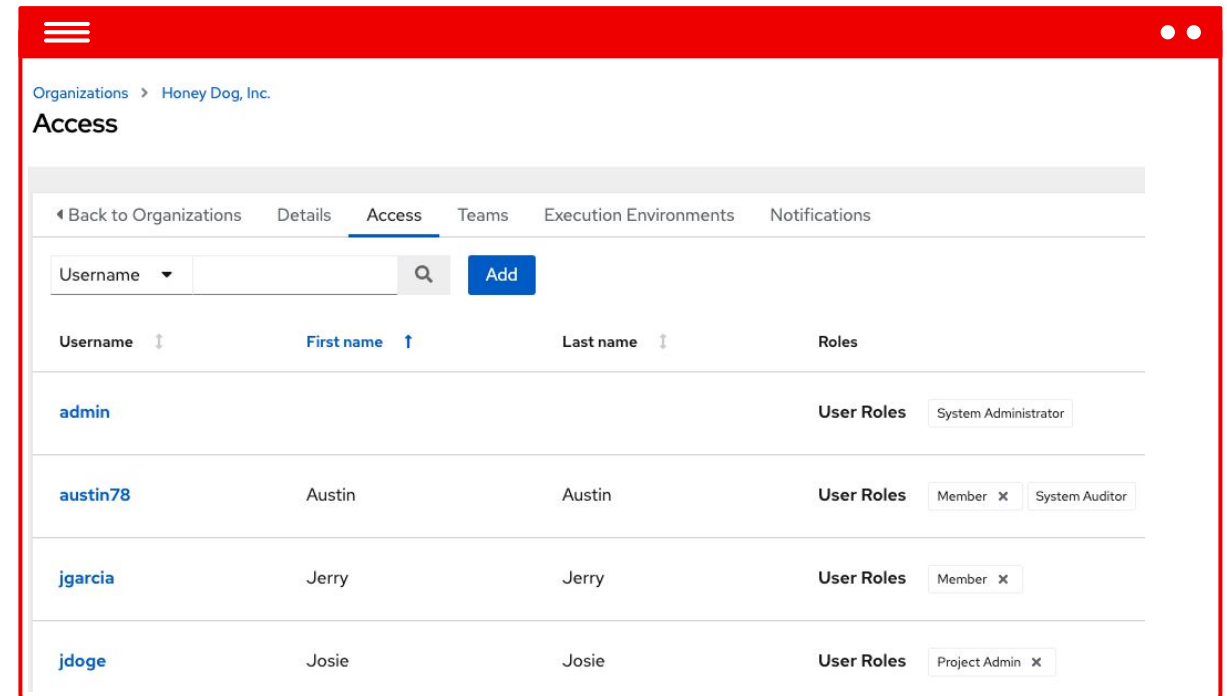 Organizations > Honey Dog, Inc.
Access
Back to Organizations Details Access Teams Execution Environments Notifications
Username Add
Username First name Last name Roles
admin User Roles System Administrator
austin78 Austin Austin User Roles Member × System Auditor
jgarcia Jerry Jerry User Roles Member ×
jdoge Josie Josie User Roles Project Admin ×